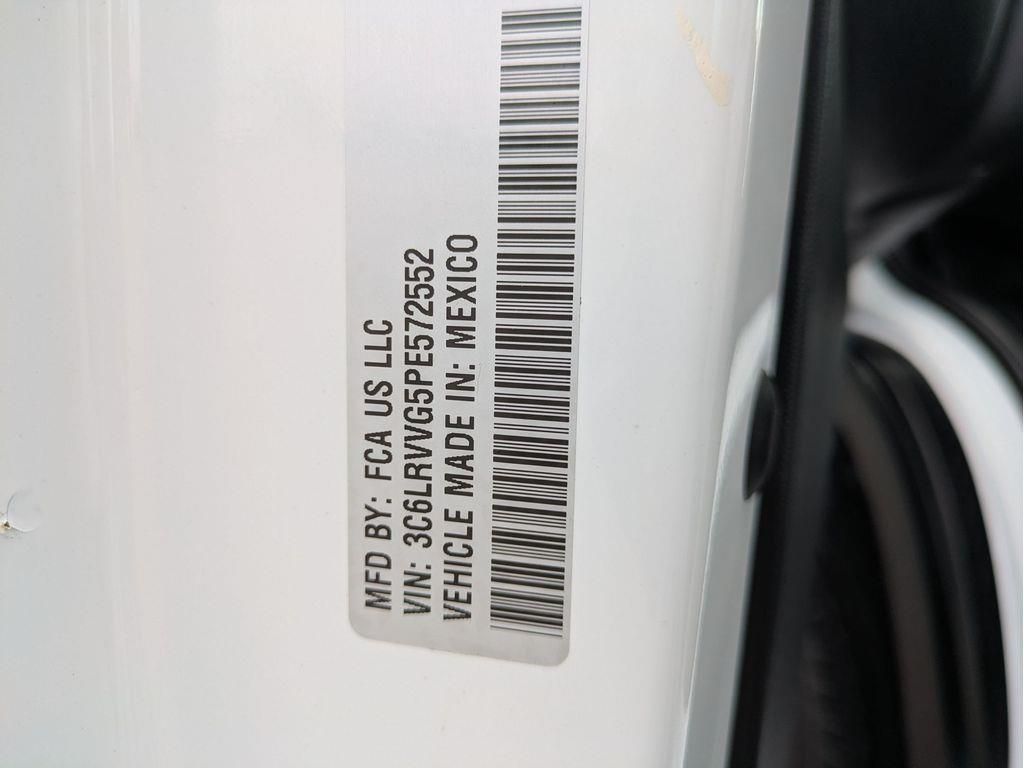 MFD BY: FCA US LLC
VIN: 3C6LRVVG5PE572552
VEHICLE MADE IN: MEXICO